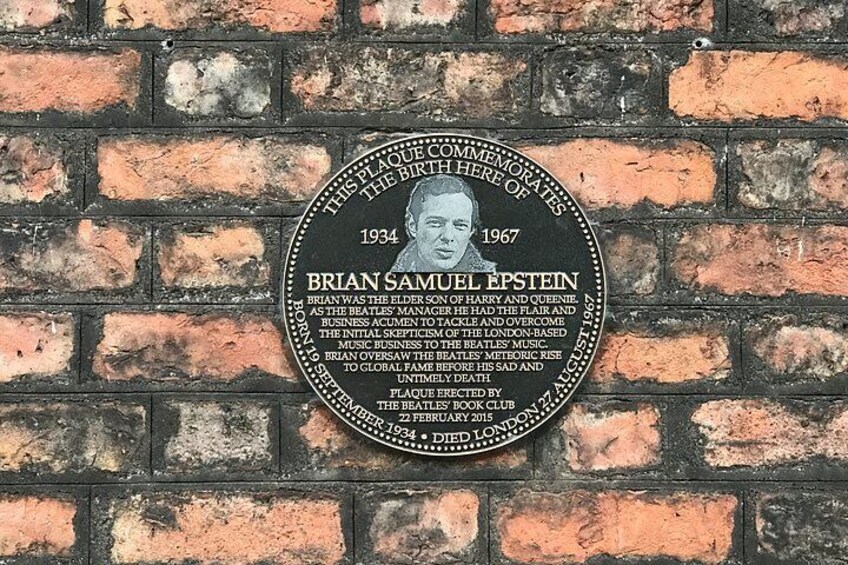 THIS PLAQUE COMMEMORATES
THE BIRTH HERE OF
1934 1967
BRIAN SAMUEL EPSTEIN
BRIAN WAS THE ELDER SON OF HARRY AND QUEENIE.
AS THE BEATLES' MANAGER HE HAD THE FLAIR AND
BUSINESS ACUMEN TO TACKLE AND OVERCOME
THE INITIAL SKEPTICISM OF THE LONDON-BASED
MUSIC BUSINESS TO THE BEATLES' MUSIC.
BRIAN OVERSAW THE BEATLES' METEORIC RISE
TO GLOBAL FAME BEFORE HIS SAD AND
UNTIMELY DEATH
PLAQUE ERECTED BY
THE BEATLES' BOOK CLUB
22 FEBRUARY 2015
BORN 19 SEPTEMBER 1934 • DIED LONDON 27 AUGUST 1967